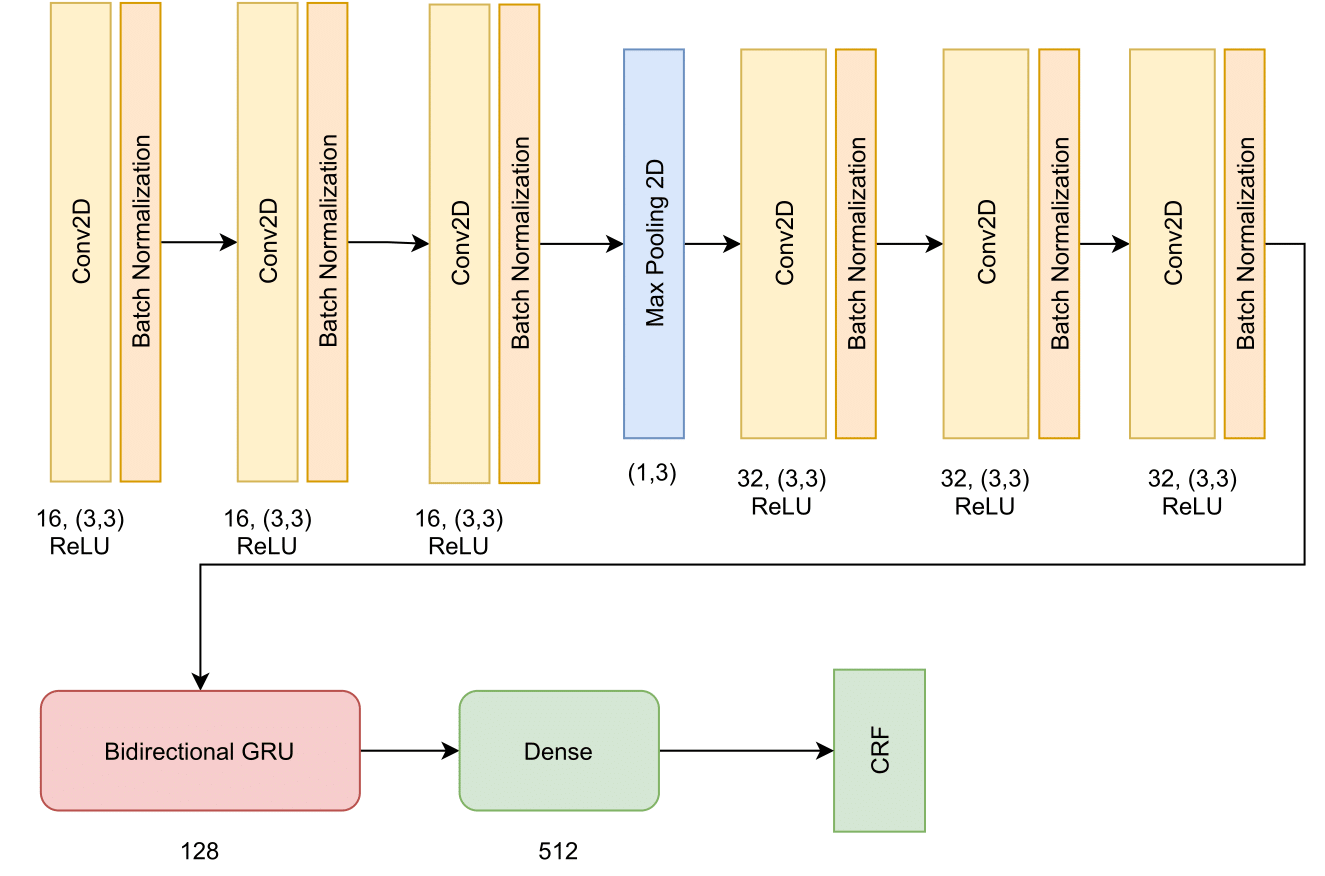 Conv2D
Batch Normalization
Conv2D
Batch Normalization
Conv2D
Batch Normalization
Max Pooling 2D
Conv2D
Batch Normalization
Conv2D
Batch Normalization
Conv2D
Batch Normalization
16, (3,3)
ReLU
16, (3,3)
ReLU
16, (3,3)
ReLU
(1,3)
32, (3,3)
ReLU
32, (3,3)
ReLU
32, (3,3)
ReLU
Bidirectional GRU
Dense
CRF
128
512